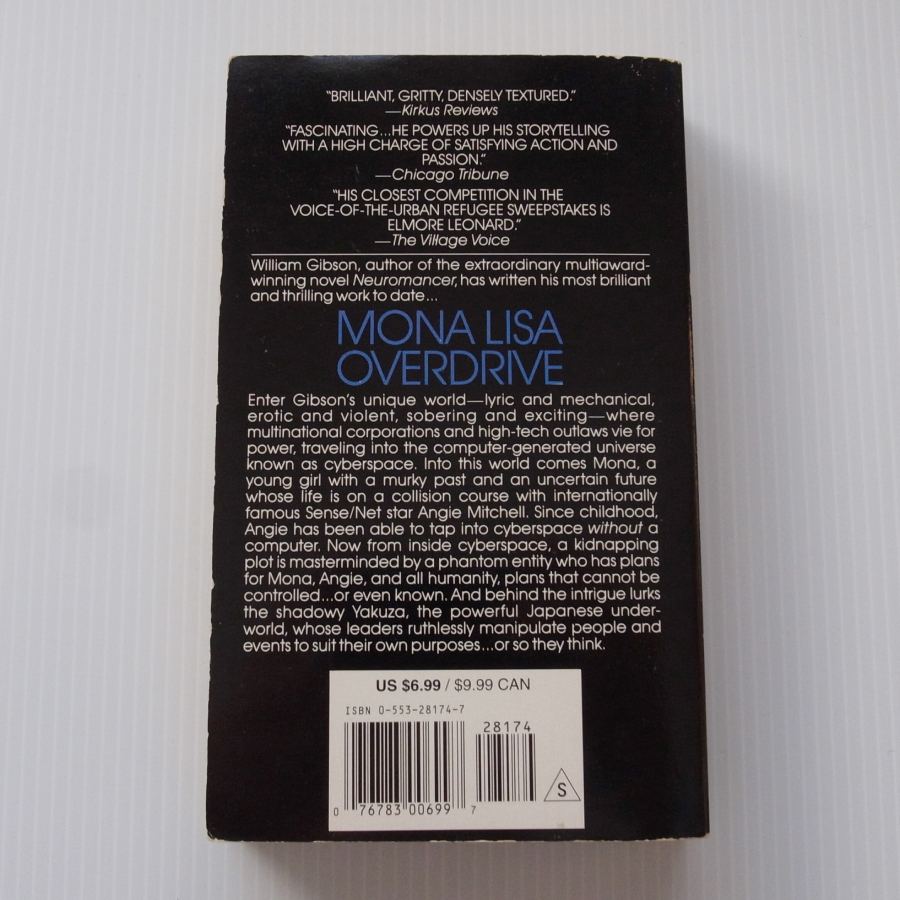 “BRILLIANT, GRITTY, DENSELY TEXTURED.”
—Kirkus Reviews
“FASCINATING...HE POWERS UP HIS STORYTELLING
WITH A HIGH CHARGE OF SATISFYING ACTION AND
PASSION.”
—Chicago Tribune
“HIS CLOSEST COMPETITION IN THE
VOICE-OF-THE-URBAN REFUGEE SWEEPSTAKES IS
ELMORE LEONARD.”
—The Village Voice
William Gibson, author of the extraordinary multiaward-
winning novel Neuromancer, has written his most brilliant
and thrilling work to date...
MONA LISA
OVERDRIVE
Enter Gibson's unique world—lyric and mechanical,
erotic and violent, sobering and exciting—where
multinational corporations and high-tech outlaws vie for
power, traveling into the computer-generated universe
known as cyberspace. Into this world comes Mona, a
young girl with a murky past and an uncertain future
whose life is on a collision course with internationally
famous Sense/Net star Angie Mitchell. Since childhood,
Angie has been able to tap into cyberspace without a
computer. Now from inside cyberspace, a kidnapping
plot is masterminded by a phantom entity who has plans
for Mona, Angie, and all humanity, plans that cannot be
controlled...or even known. And behind the intrigue lurks
the shadowy Yakuza, the powerful Japanese under-
world, whose leaders ruthlessly manipulate people and
events to suit their own purposes...or so they think.
US $6.99 / $9.99 CAN
ISBN 0-553-28174-7
28174
0 76783 00699 7
S